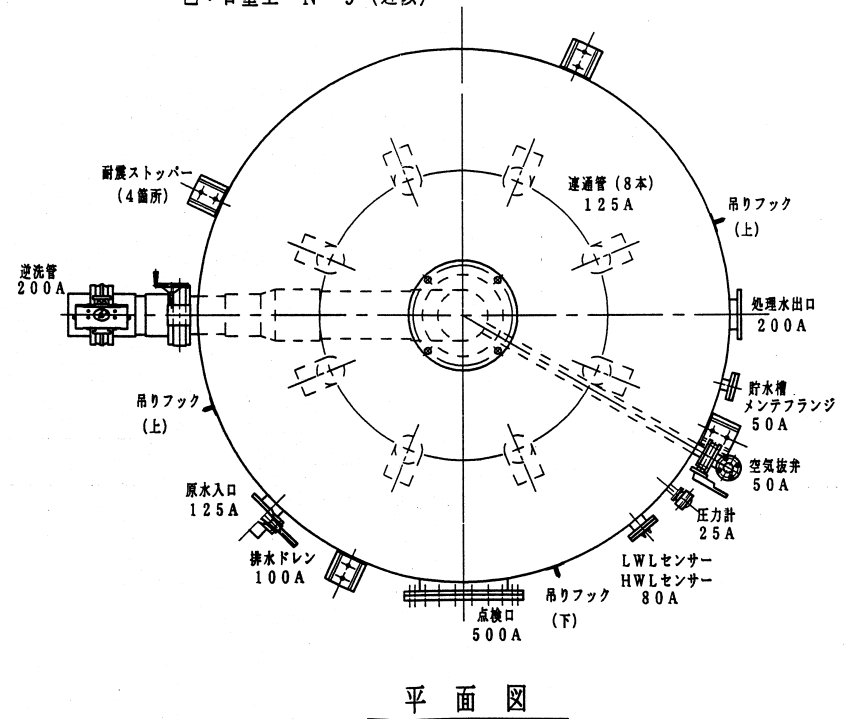 耐震ストッパー
(4箇所)
連通管(8本)
125A
吊りフック
(上)
逆洗管
200A
処理水出口
200A
吊りフック
(上)
貯水槽
メンテフランジ
50A
空気抜弁
50A
原水入口
125A
圧力計
25A
排水ドレン
100A
LWLセンサー
HWLセンサー
80A
吊りフック
(下)
点検口
500A
平面図